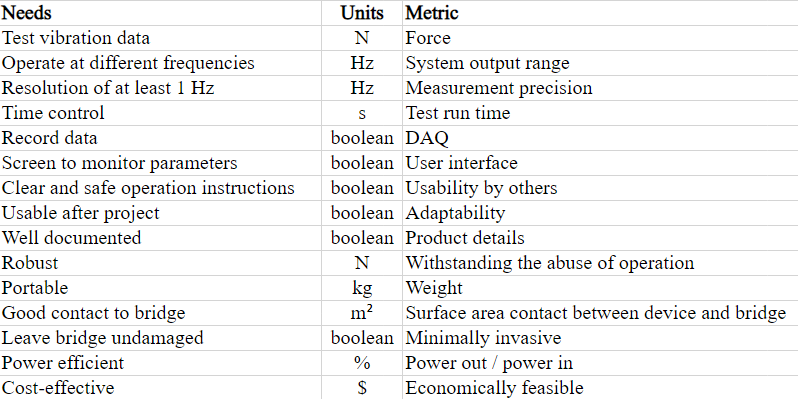 Needs Units Metric
Test vibration data N Force
Operate at different frequencies Hz System output range
Resolution of at least 1 Hz Hz Measurement precision
Time control s Test run time
Record data boolean DAQ
Screen to monitor parameters boolean User interface
Clear and safe operation instructions boolean Usability by others
Usable after project boolean Adaptability
Well documented boolean Product details
Robust N Withstanding the abuse of operation
Portable kg Weight
Good contact to bridge m² Surface area contact between device and bridge
Leave bridge undamaged boolean Minimally invasive
Power efficient % Power out / power in
Cost-effective $ Economically feasible